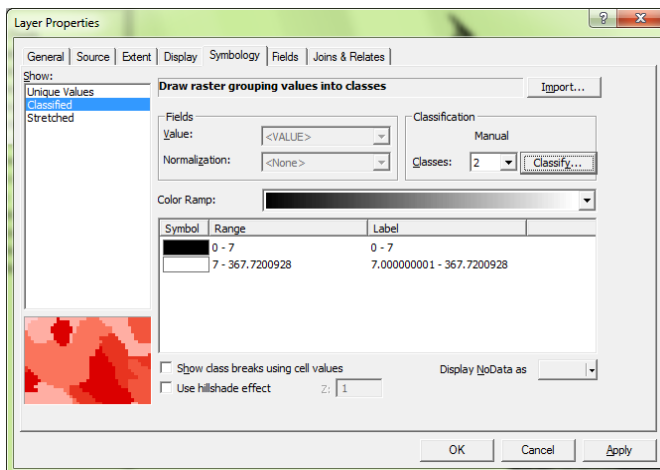 Layer Properties
?
General Source Extent Display Symbology Fields Joins & Relates
Show:
Unique Values
Classified
Stretched
Draw raster grouping values into classes
Import...
Fields
Value: <VALUE>
Normalization: <None>
Classification
Manual
Classes: 2 Classify...
Color Ramp:
Symbol Range Label
0 - 7 0 - 7
7 - 367.7200928 7.000000001 - 367.7200928
Show class breaks using cell values
Display NoData as
Use hillshade effect Z: 1
OK Cancel Apply